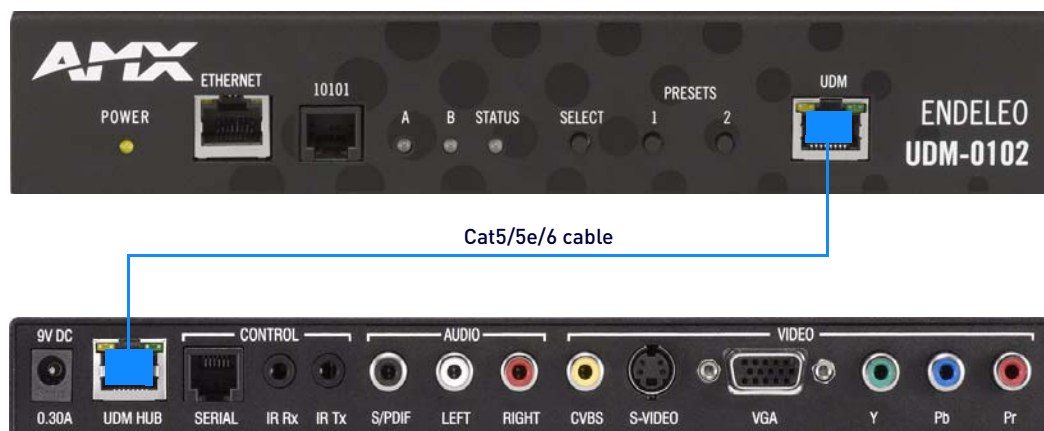 AMX
ETHERNET
10101
POWER
A
B
STATUS
SELECT
PRESETS
1
2
UDM
ENDELEO
UDM-0102
Cat5/5e/6 cable
9V DC
CONTROL
AUDIO
VIDEO
0.30A
UDM HUB
SERIAL
IR Rx
IR Tx
S/PDIF
LEFT
RIGHT
CVBS
S-VIDEO
VGA
Y
Pb
Pr